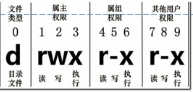 文件 属主 属组 其他用户
类型 权限 权限 权限
0 1 2 3 4 5 6 7 8 9
d rwx r-x r-x
目录 读 写 执 读 写 执 读 写 执
文件 行 行 行